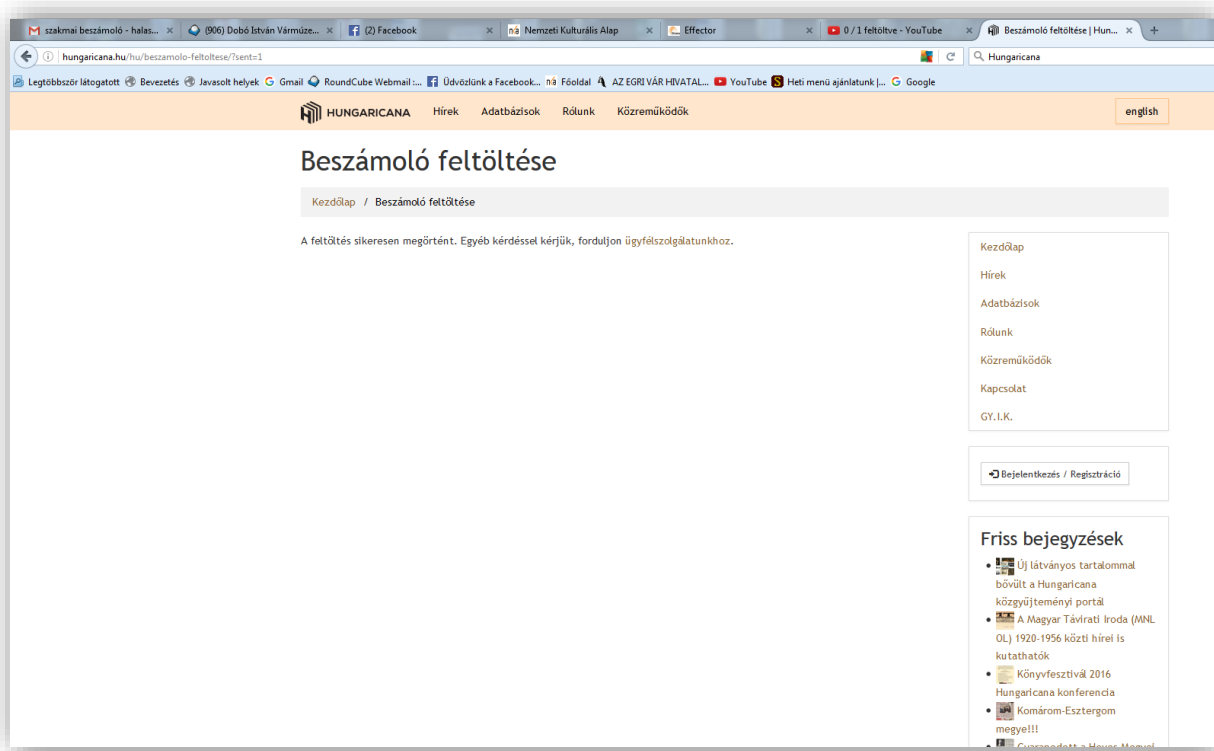 szakmai beszámoló - halas... × (906) Dobó István Vármúze... × (2) Facebook × Nemzeti Kulturális Alap × Effector × 0 / 1 feltöltve - YouTube × Beszámoló feltöltése | Hun... × +
hungaricana.hu/hu/beszamolo-feltoltese/?sent=1 Hungaricana
Legtöbbször látogatott Bevezetés Javasolt helyek Gmail RoundCube Webmail :... Üdvözlünk a Facebook... Főoldal AZ EGRI VÁR HIVATAL... YouTube Heti menü ajánlatunk |... Google
HUNGARICANA Hírek Adatbázisok Rólunk Közreműködők english
Beszámoló feltöltése
Kezdőlap / Beszámoló feltöltése
A feltöltés sikeresen megörtént. Egyéb kérdéssel kérjük, forduljon ügyfélszolgálatunkhoz.
Kezdőlap
Hírek
Adatbázisok
Rólunk
Közreműködők
Kapcsolat
GY.I.K.
Bejelentkezés / Regisztráció
Friss bejegyzések
Új látványos tartalommal
bővült a Hungaricana
közgyűjteményi portál
A Magyar Távirati Iroda (MNL
OL) 1920-1956 közti hírei is
kutathatók
Könyvfesztivál 2016
Hungaricana konferencia
Komárom-Esztergom
megye!!!
Gyarapodott a Heves Megyei